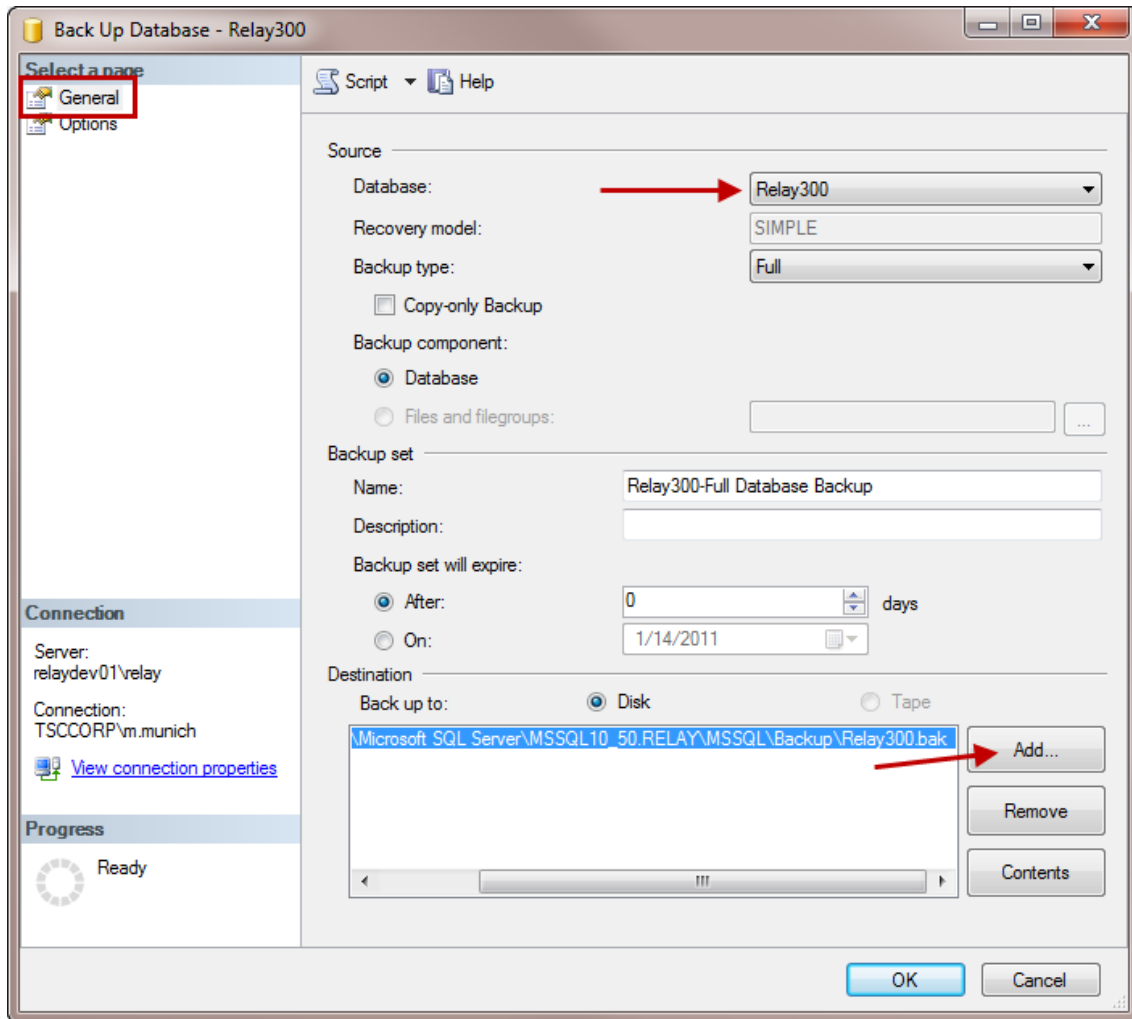 Back Up Database - Relay300
Select a page
General
Options
Script Help
Source
Database: Relay300
Recovery model: SIMPLE
Backup type: Full
Copy-only Backup
Backup component:
Database
Files and filegroups: ...
Backup set
Name: Relay300-Full Database Backup
Description:
Backup set will expire:
After: 0 days
On: 1/14/2011
Destination
Back up to: Disk Tape
\Microsoft SQL Server\MSSQL10_50.RELAY\MSSQL\Backup\Relay300.bak
Add...
Remove
Contents
Connection
Server:
relaydev01\relay
Connection:
TSCCORP\m.munich
View connection properties
Progress
Ready
OK Cancel